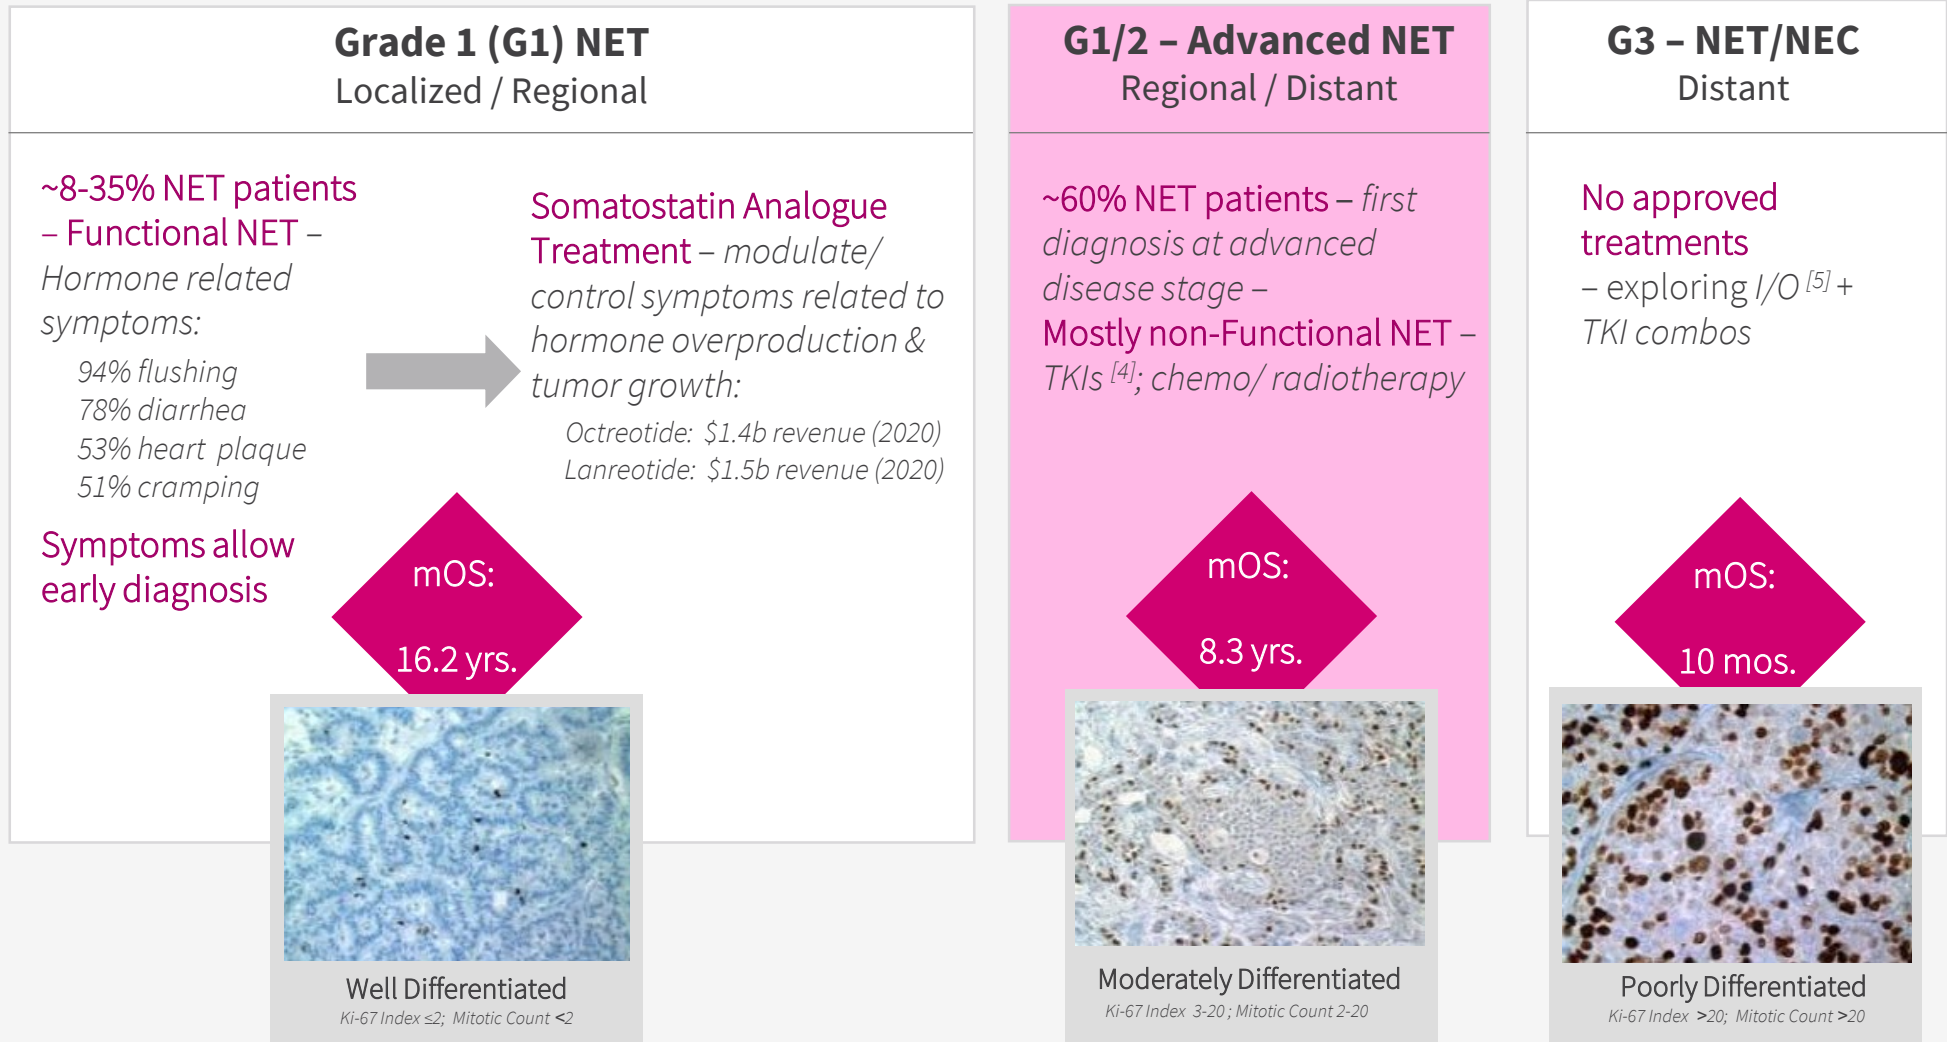 Grade 1 (G1) NET
Localized / Regional
~8-35% NET patients
– Functional NET –
Hormone related
symptoms:
94% flushing
78% diarrhea
53% heart plaque
51% cramping
Symptoms allow
early diagnosis
Somatostatin Analogue
Treatment – modulate/
control symptoms related to
hormone overproduction &
tumor growth:
Octreotide: $1.4b revenue (2020)
Lanreotide: $1.5b revenue (2020)
mOS:
16.2 yrs.
Well Differentiated
Ki-67 Index ≤2; Mitotic Count <2
G1/2 – Advanced NET
Regional / Distant
~60% NET patients – first
diagnosis at advanced
disease stage –
Mostly non-Functional NET –
TKIs [4]; chemo/ radiotherapy
mOS:
8.3 yrs.
Moderately Differentiated
Ki-67 Index 3-20 ; Mitotic Count 2-20
G3 – NET/NEC
Distant
No approved
treatments
– exploring I/O [5] +
TKI combos
mOS:
10 mos.
Poorly Differentiated
Ki-67 Index >20; Mitotic Count >20